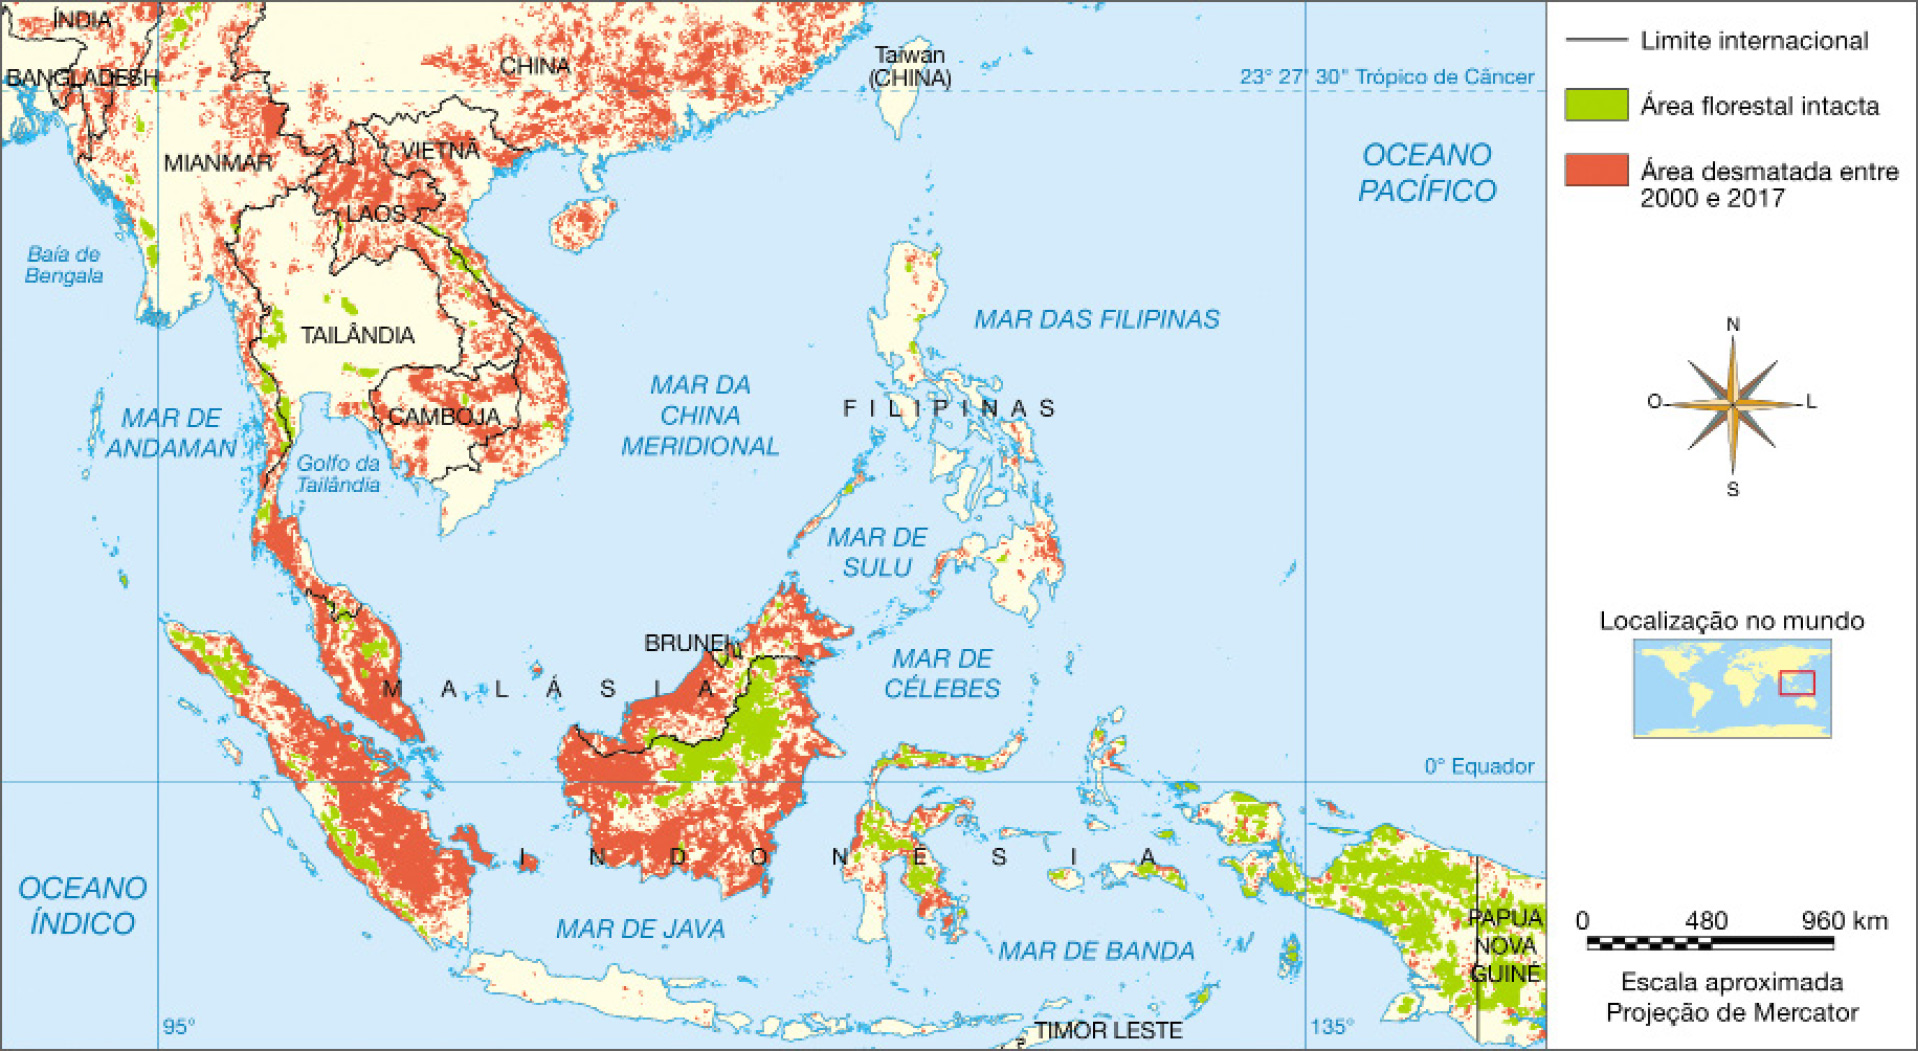 ÍNDIA
BANGLADESH
CHINA
Taiwan
(CHINA)
23° 27' 30" Trópico de Câncer
MIANMAR
VIETNÃ
LAOS
OCEANO
PACÍFICO
Baía de
Bengala
TAILÂNDIA
MAR DAS FILIPINAS
MAR DE
ANDAMAN
CAMBOJA
MAR DA
CHINA
MERIDIONAL
FILIPINAS
Golfo da
Tailândia
MAR DE
SULU
BRUNEI
MALÁSIA
MAR DE
CÉLEBES
0° Equador
INDONÉSIA
OCEANO
ÍNDICO
MAR DE JAVA
MAR DE BANDA
PAPUA
NOVA
GUINÉ
95°
TIMOR LESTE
135°
Limite internacional
Área florestal intacta
Área desmatada entre
2000 e 2017
N
O
L
S
Localização no mundo
0 480 960 km
Escala aproximada
Projeção de Mercator